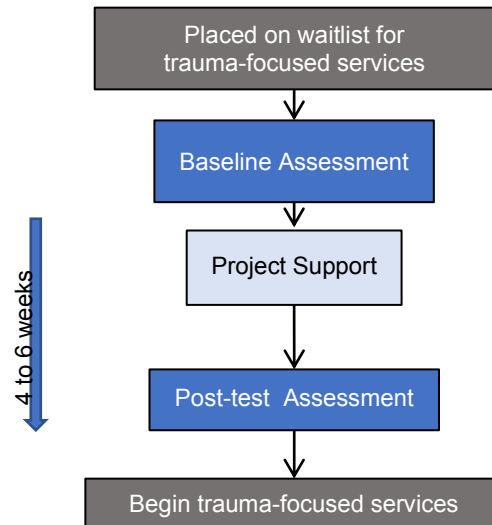 Placed on waitlist for
trauma-focused services
Baseline Assessment
Project Support
4 to 6 weeks
Post-test Assessment
Begin trauma-focused services